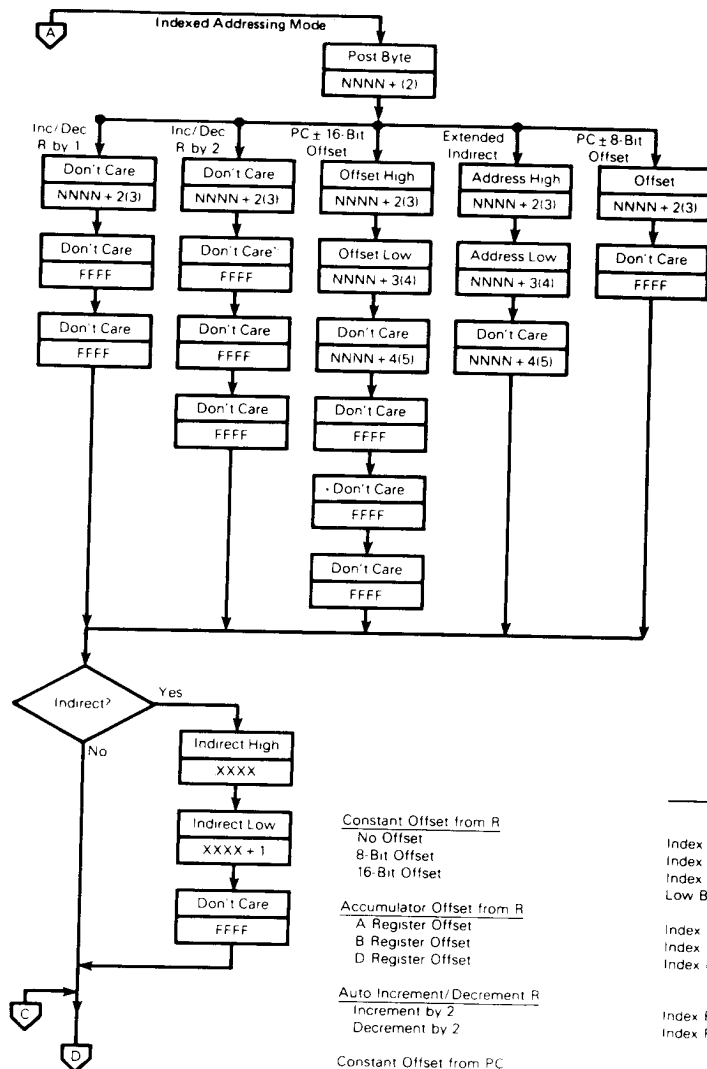 Indexed Addressing Mode
A
Post Byte
NNNN + (2)
Inc/Dec
R by 1
Don't Care
NNNN + 2(3)
Don't Care
FFFF
Don't Care
FFFF
Inc/Dec
R by 2
Don't Care
NNNN + 2(3)
Don't Care
FFFF
Don't Care
FFFF
Don't Care
FFFF
PC ± 16-Bit
Offset
Offset High
NNNN + 2(3)
Offset Low
NNNN + 3(4)
Don't Care
NNNN + 4(5)
Don't Care
FFFF
Don't Care
FFFF
Don't Care
FFFF
Extended
Indirect
Address High
NNNN + 2(3)
Address Low
NNNN + 3(4)
Don't Care
NNNN + 4(5)
PC ± 8-Bit
Offset
Offset
NNNN + 2(3)
Don't Care
FFFF
Indirect?
Yes
No
Indirect High
XXXX
Indirect Low
XXXX + 1
Don't Care
FFFF
C
D
Constant Offset from R
No Offset
8-Bit Offset
16-Bit Offset
Accumulator Offset from R
A Register Offset
B Register Offset
D Register Offset
Auto Increment/Decrement R
Increment by 2
Decrement by 2
Constant Offset from PC
Index
Index
Index
Low B
Index
Index
Index
Index
Index